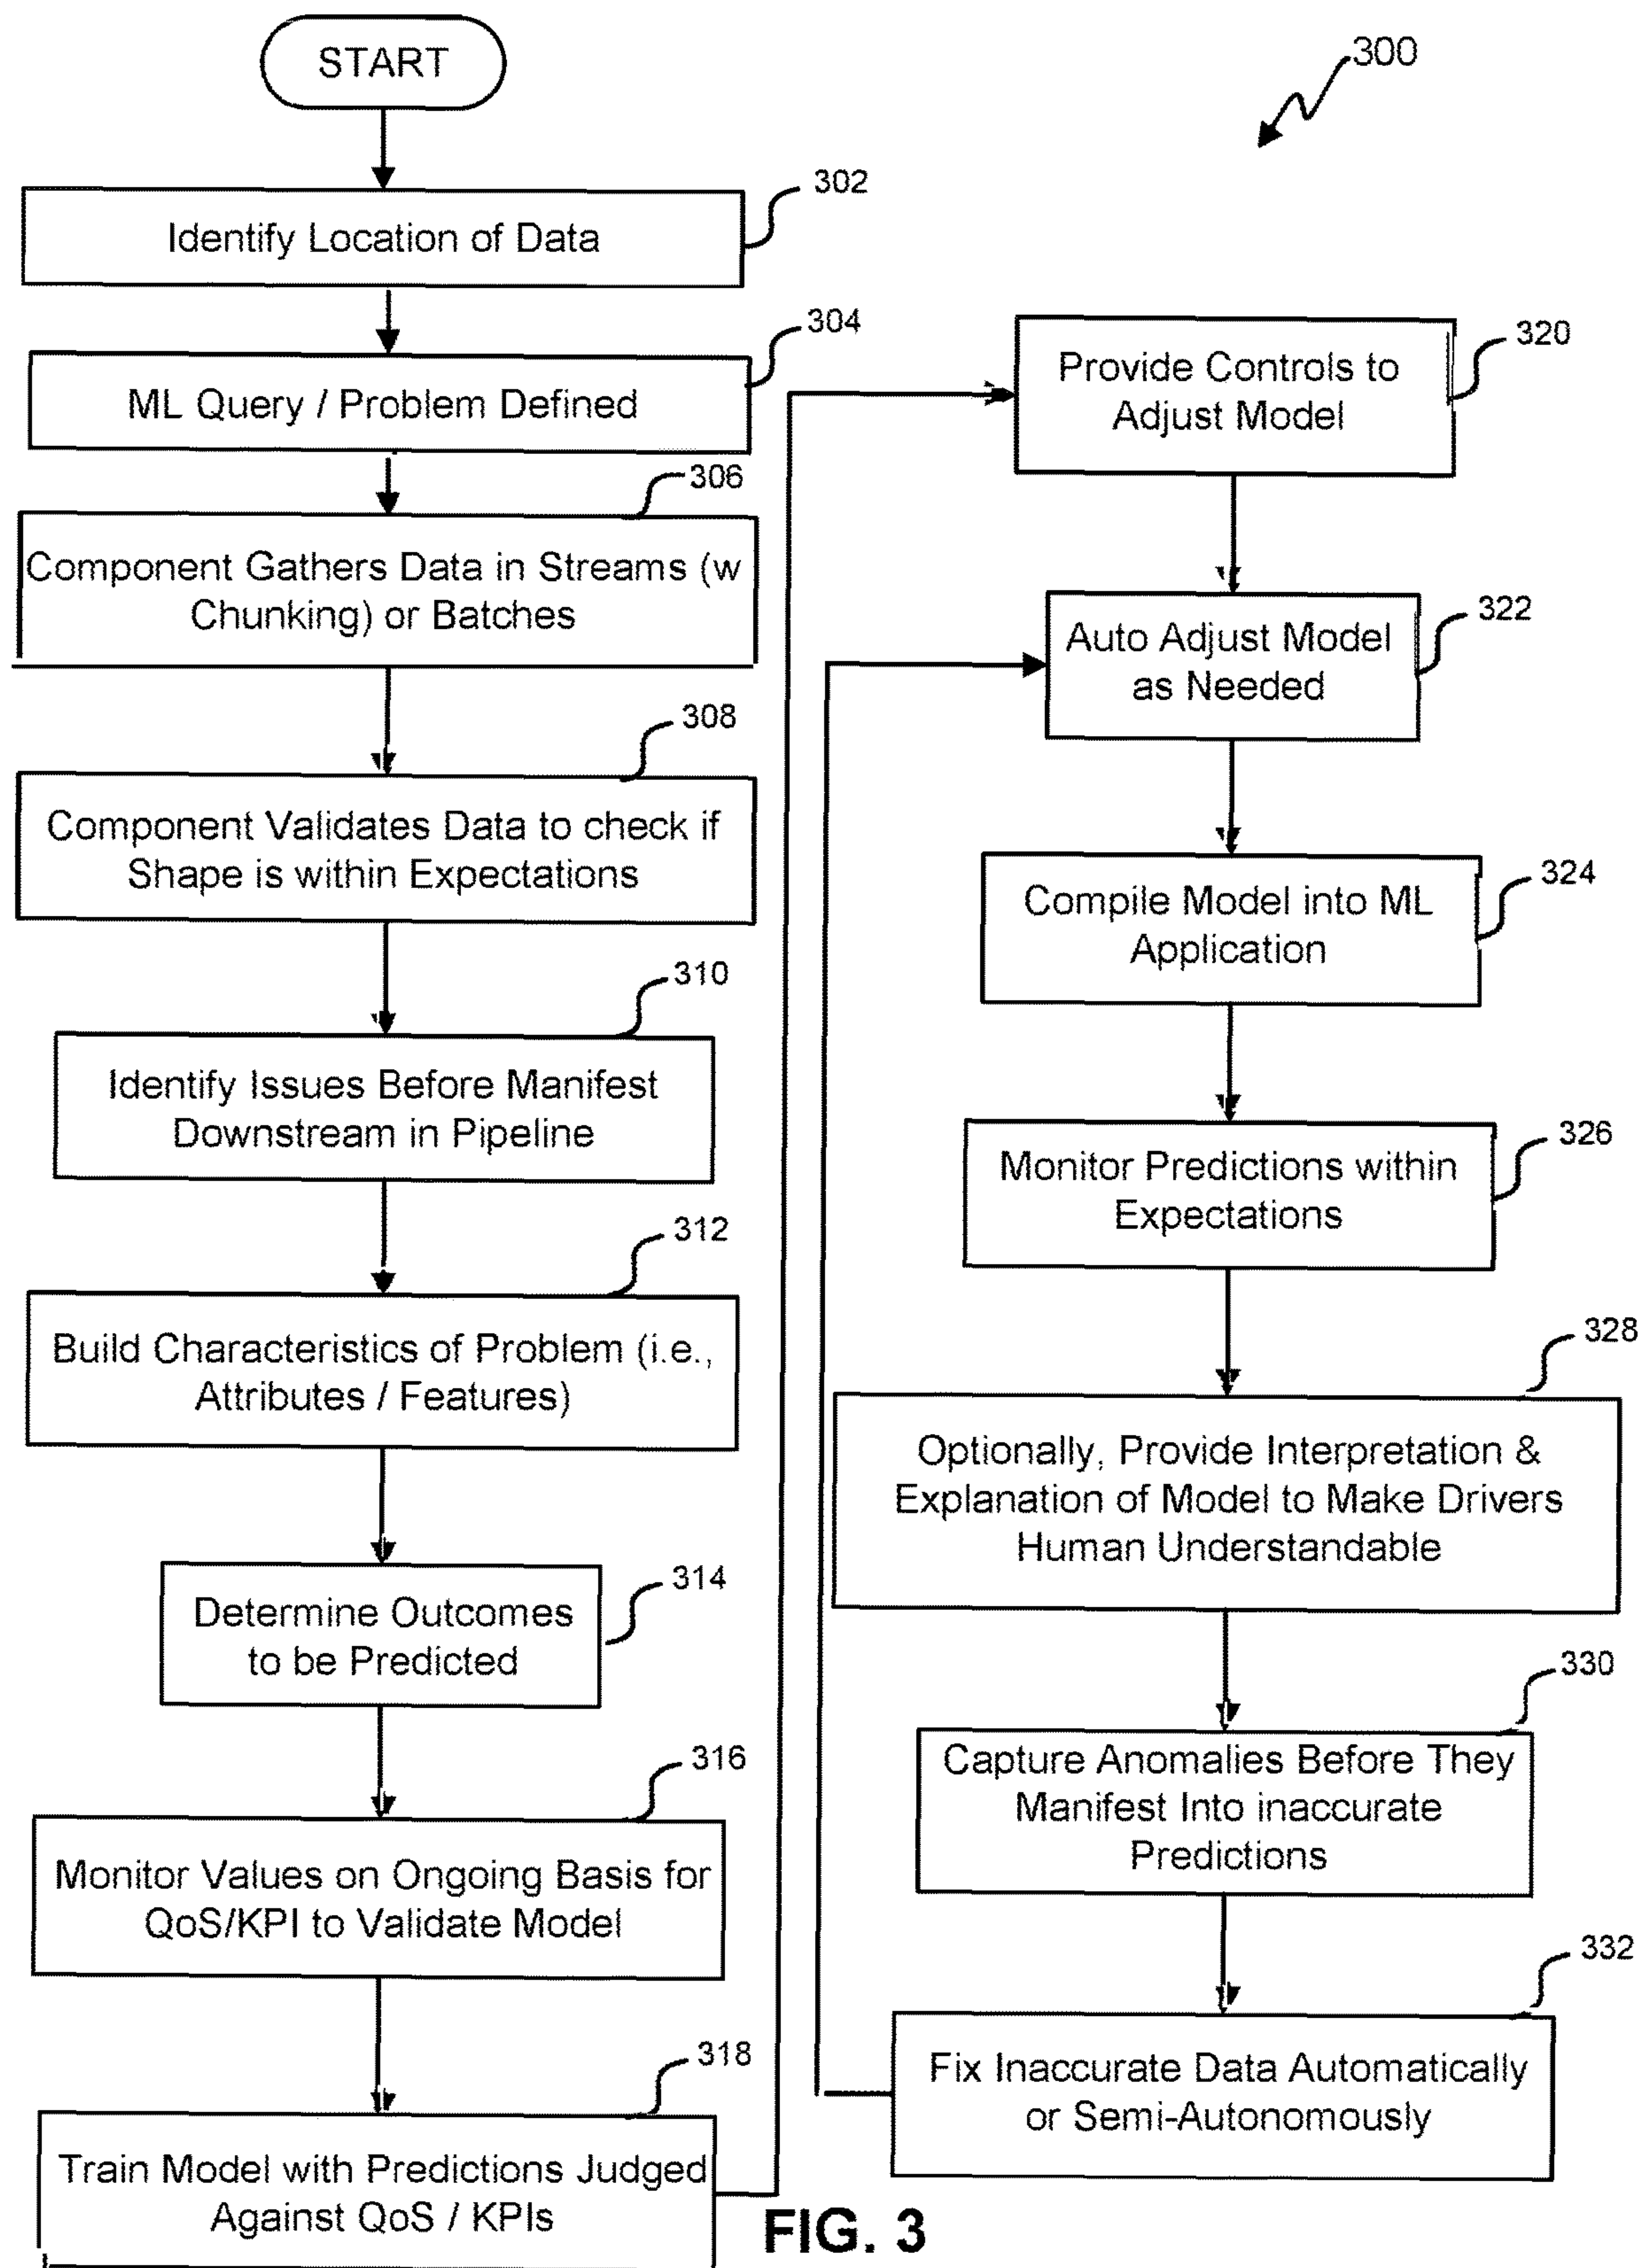 START
300
302
Identify Location of Data
304
ML Query / Problem Defined
306
Component Gathers Data in Streams (w
Chunking) or Batches
308
Component Validates Data to check if
Shape is within Expectations
310
Identify Issues Before Manifest
Downstream in Pipeline
312
Build Characteristics of Problem (i.e.,
Attributes / Features)
314
Determine Outcomes
to be Predicted
316
Monitor Values on Ongoing Basis for
QoS/KPI to Validate Model
318
Train Model with Predictions Judged
Against QoS / KPIs
320
Provide Controls to
Adjust Model
322
Auto Adjust Model
as Needed
324
Compile Model into ML
Application
326
Monitor Predictions within
Expectations
328
Optionally, Provide Interpretation &
Explanation of Model to Make Drivers
Human Understandable
330
Capture Anomalies Before They
Manifest Into inaccurate
Predictions
332
Fix Inaccurate Data Automatically
or Semi-Autonomously
FIG. 3